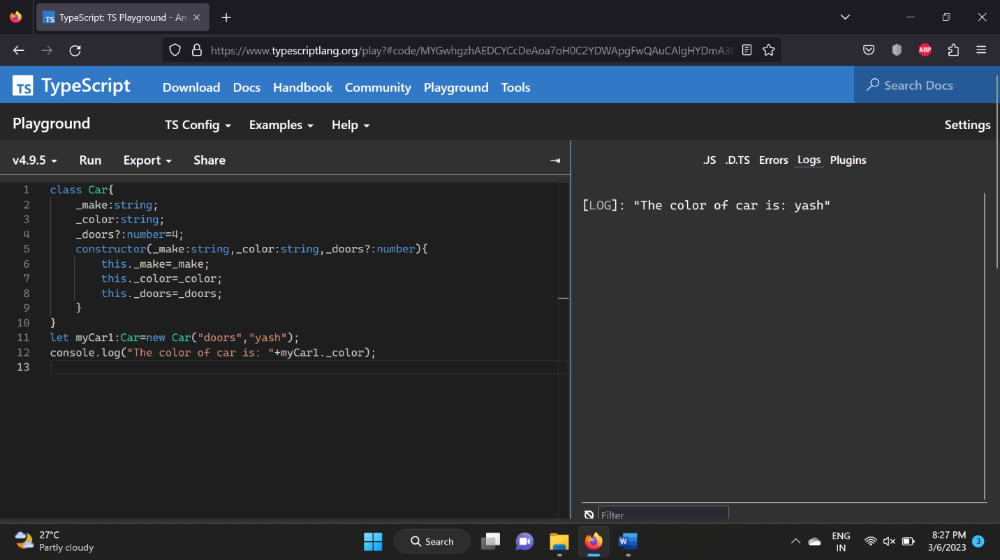 TS TypeScript: TS Playground - An
https://www.typescriptlang.org/play?#code/MYGwhgzhAEDCYCcDeAoa7oH0C2YDWApgFwQAuCAlgHYDmA3C
ABP
TS TypeScript Download Docs Handbook Community Playground Tools Search Docs
Playground TS Config Examples Help Settings
v4.9.5 Run Export Share .JS .D.TS Errors Logs Plugins
1 class Car{
2 _make:string;
3 _color:string;
4 _doors?:number=4;
5 constructor(_make:string,_color:string,_doors?:number){
6 this._make=_make;
7 this._color=_color;
8 this._doors=_doors;
9 }
10 }
11 let myCar1:Car=new Car("doors","yash");
12 console.log("The color of car is: "+myCar1._color);
13
[LOG]: "The color of car is: yash"
Filter
27°C
Partly cloudy
Search
W
ENG
IN
8:27 PM
3/6/2023
3